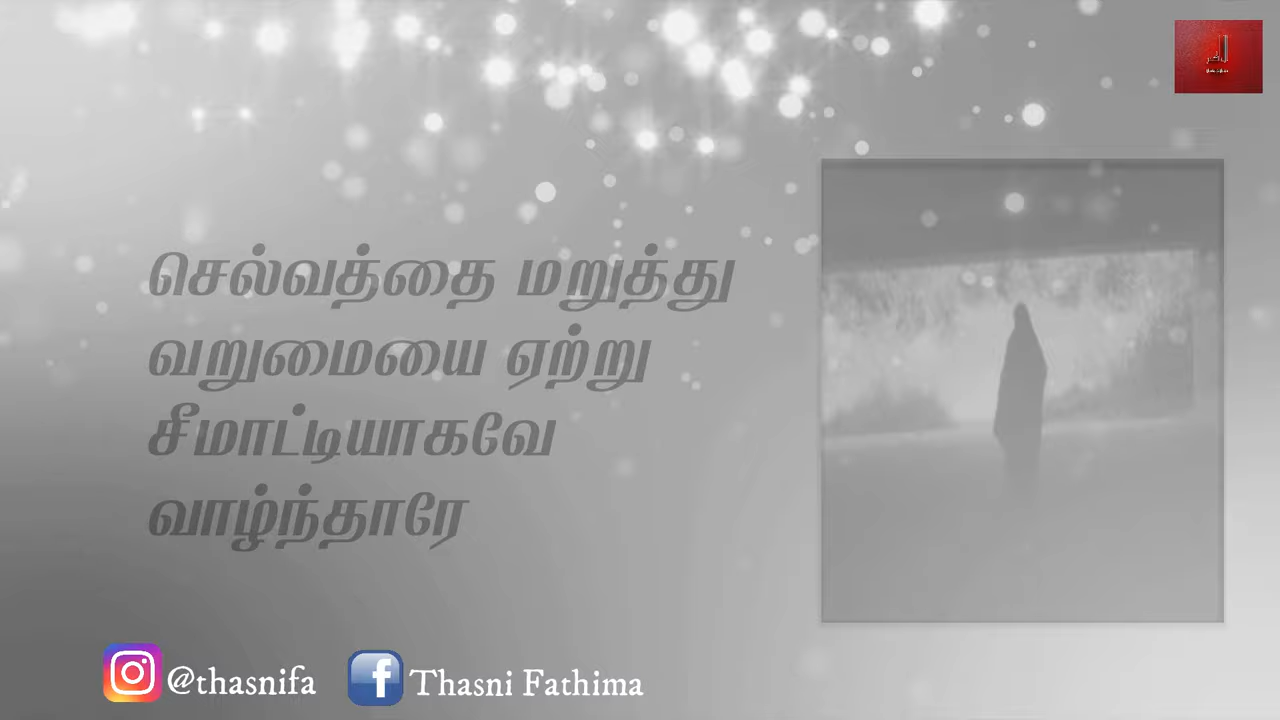 செல்வத்தை மறுத்து
வறுமையை ஏற்று
சீமாட்டியாகவே
வாழ்ந்தாரே
@thasnifa
Thasni Fathima